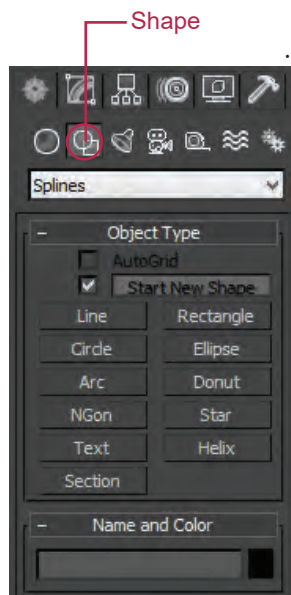 Shape
.
Splines
– Object Type
AutoGrid
Start New Shape
Line Rectangle
Circle Ellipse
Arc Donut
NGon Star
Text Helix
Section
– Name and Color